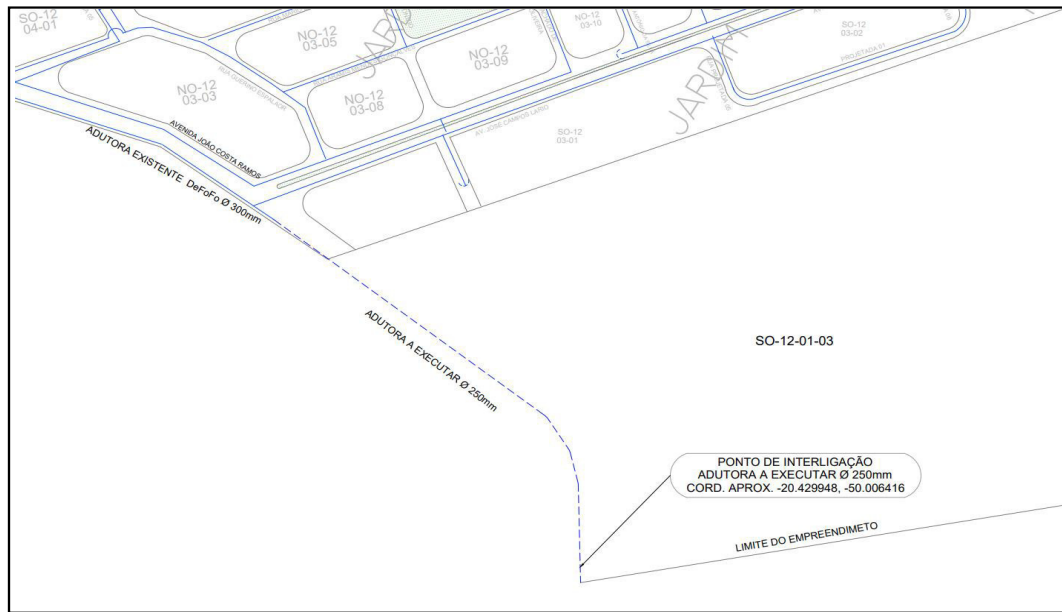 SO-12
04-01
NO-12
03-05
NO-12
03-09
NO-12
03-10
SO-12
03-02
NO-12
03-03
NO-12
03-08
SO-12
03-01
PROJETADA 01
AV. JOSÉ CAMPOS
AVENIDA JOÃO COSTA RAMOS
ADUTORA EXISTENTE DeFoFo Ø 300mm
ADUTORA A EXECUTAR Ø 250mm
SO-12-01-03
PONTO DE INTERLIGAÇÃO
ADUTORA A EXECUTAR Ø 250mm
CORD. APROX. -20.429948, -50.006416
LIMITE DO EMPREENDIMETO